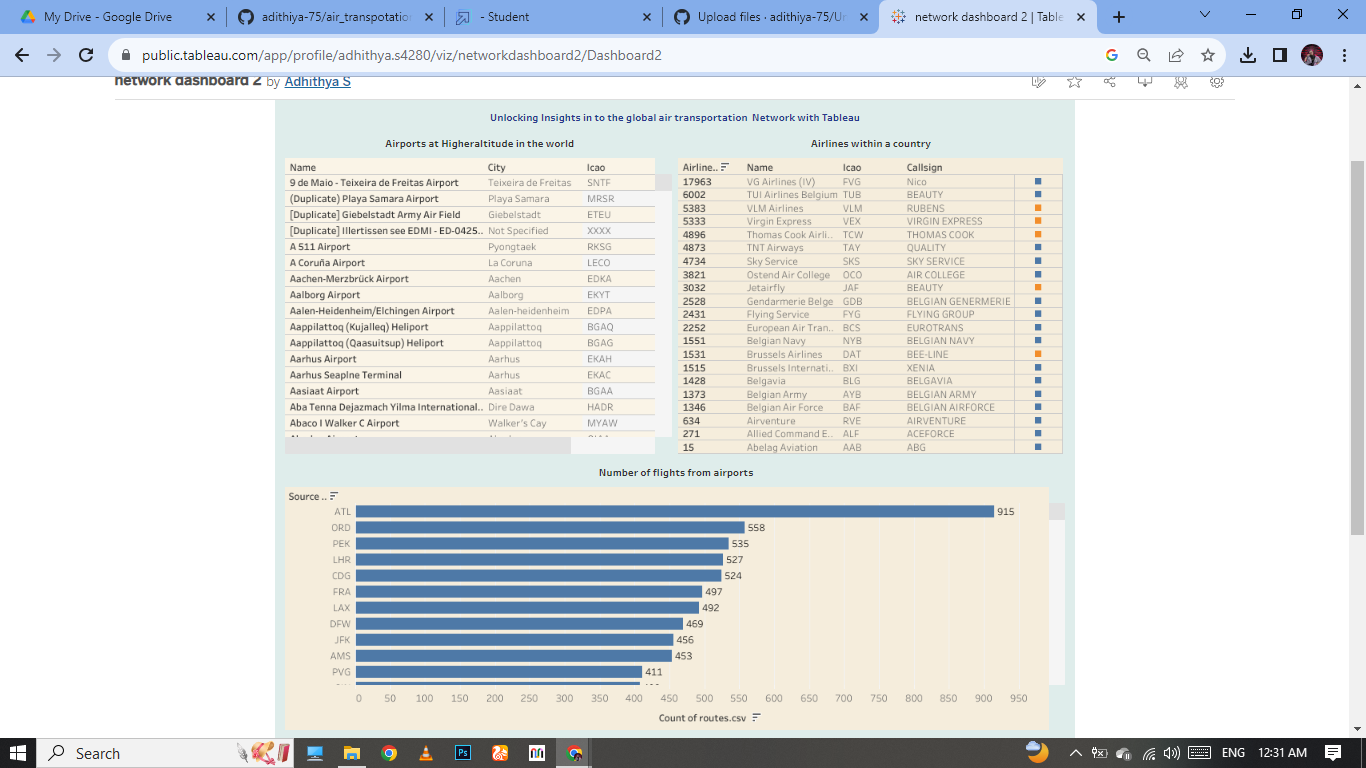 My Drive - Google Drive
adithiya-75/air_transpotation
- Student
Upload files · adithiya-75/Ur
network dashboard 2 | Table
public.tableau.com/app/profile/adhithya.s4280/viz/networkdashboard2/Dashboard2
network dashboard 2 by Adhithya S
Unlocking Insights in to the global air transportation Network with Tableau
Airports at Higheraltitude in the world
Name City Icao
9 de Maio - Teixeira de Freitas Airport Teixeira de Freitas SNTF
(Duplicate) Playa Samara Airport Playa Samara MRSR
[Duplicate] Giebelstadt Army Air Field Giebelstadt ETEU
[Duplicate] Illertissen see EDMI - ED-0425.. Not Specified XXXX
A 511 Airport Pyongtaek RKSG
A Coruña Airport La Coruna LECO
Aachen-Merzbrück Airport Aachen EDKA
Aalborg Airport Aalborg EKYT
Aalen-Heidenheim/Elchingen Airport Aalen-heidenheim EDPA
Aappilattoq (Kujalleq) Heliport Aappilattoq BGAQ
Aappilattoq (Qaasuitsup) Heliport Aappilattoq BGAG
Aarhus Airport Aarhus EKAH
Aarhus Seaplne Terminal Aarhus EKAC
Aasiaat Airport Aasiaat BGAA
Aba Tenna Dejazmach Yilma International.. Dire Dawa HADR
Abaco I Walker C Airport Walker's Cay MYAW
Airlines within a country
Airline.. Name Icao Callsign
17963 VG Airlines (IV) FVG Nico
6002 TUI Airlines Belgium TUB BEAUTY
5383 VLM Airlines VLM RUBENS
5333 Virgin Express VEX VIRGIN EXPRESS
4896 Thomas Cook Airli.. TCW THOMAS COOK
4873 TNT Airways TAY QUALITY
4734 Sky Service SKS SKY SERVICE
3821 Ostend Air College OCO AIR COLLEGE
3032 Jetairfly JAF BEAUTY
2528 Gendarmerie Belge GDB BELGIAN GENERMERIE
2431 Flying Service FYG FLYING GROUP
2252 European Air Tran.. BCS EUROTRANS
1551 Belgian Navy NYB BELGIAN NAVY
1531 Brussels Airlines DAT BEE-LINE
1515 Brussels Internati.. BXI XENIA
1428 Belgavia BLG BELGAVIA
1373 Belgian Army AYB BELGIAN ARMY
1346 Belgian Air Force BAF BELGIAN AIRFORCE
634 Airventure RVE AIRVENTURE
271 Allied Command E.. ALF ACEFORCE
15 Abelag Aviation AAB ABG
Number of flights from airports
Source ..
ATL 915
ORD 558
PEK 535
LHR 527
CDG 524
FRA 497
LAX 492
DFW 469
JFK 456
AMS 453
PVG 411
0 50 100 150 200 250 300 350 400 450 500 550 600 650 700 750 800 850 900 950
Count of routes.csv
Search
Ps
ENG 12:31 AM